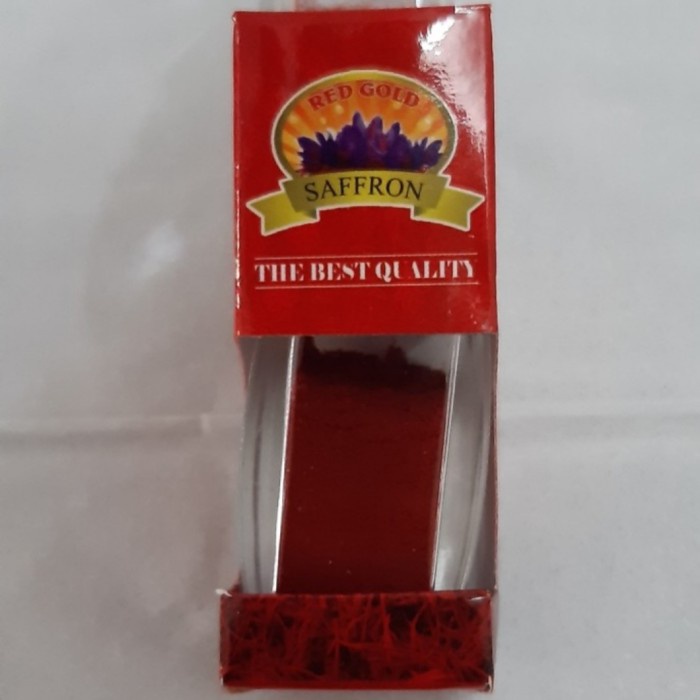 RED GOLD
SAFFRON
THE BEST QUALITY